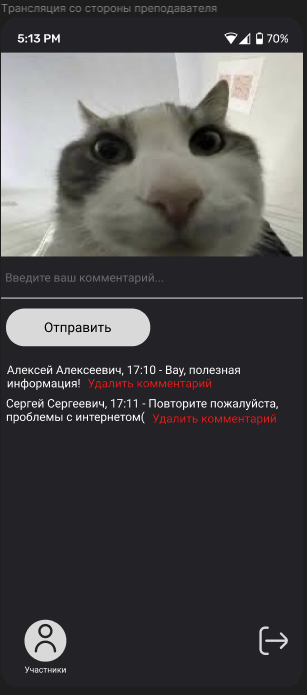 Трансляция со стороны преподавателя
5:13 PM 70%
Введите ваш комментарий...
Отправить
Алексей Алексеевич, 17:10 - Вау, полезная
информация! Удалить комментарий
Сергей Сергеевич, 17:11 - Повторите пожалуйста,
проблемы с интернетом( Удалить комментарий
Участники